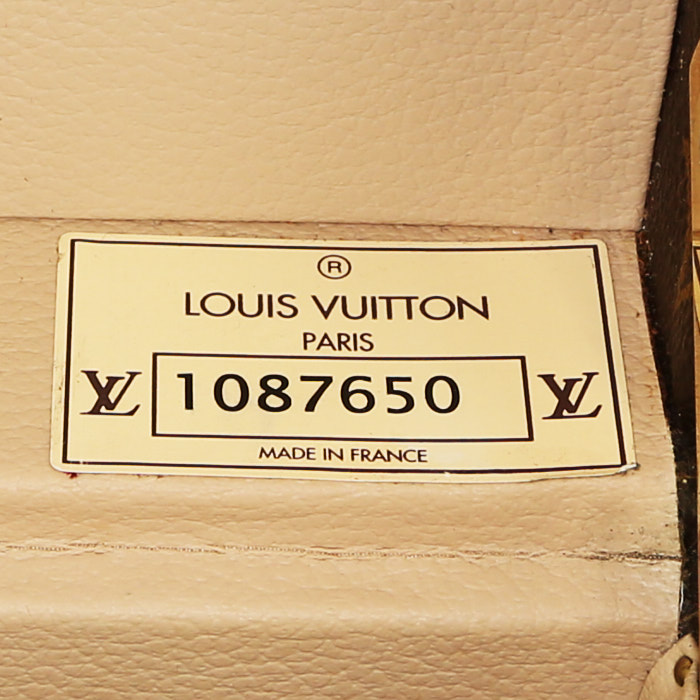 ®
LOUIS VUITTON
PARIS
LV 1087650 LV
MADE IN FRANCE